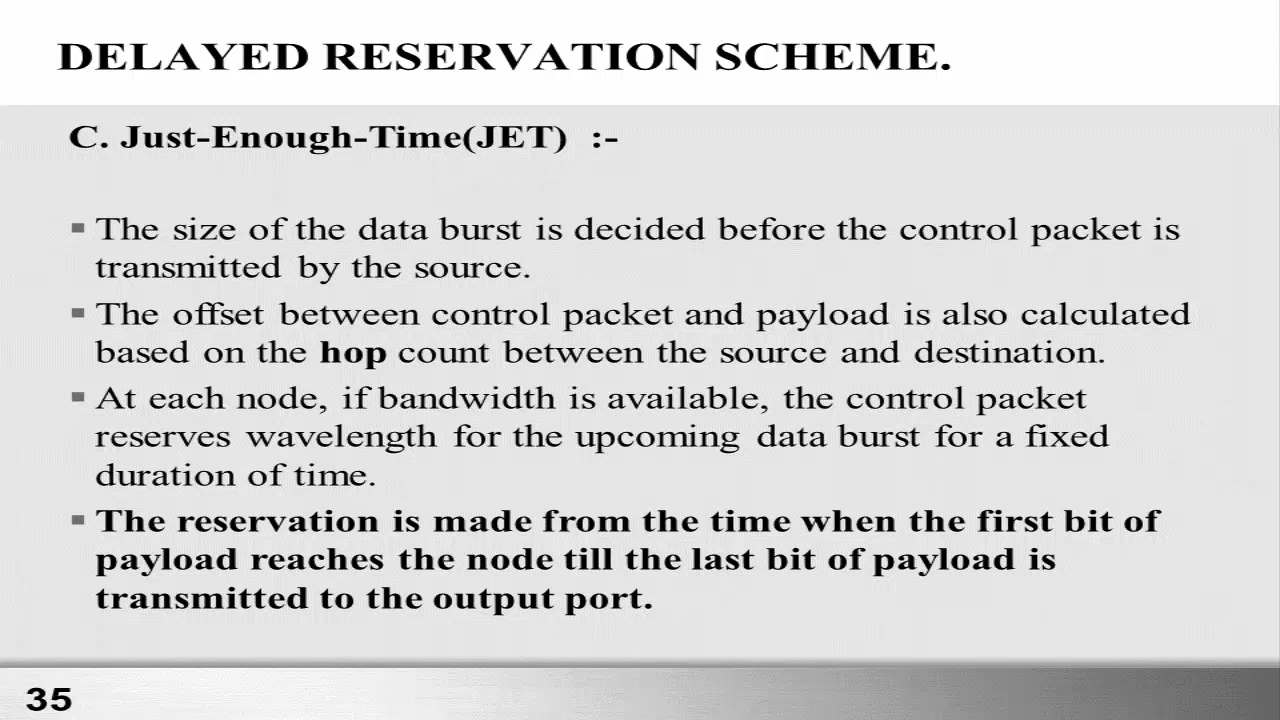 DELAYED RESERVATION SCHEME.
C. Just-Enough-Time(JET) :-
▪ The size of the data burst is decided before the control packet is
transmitted by the source.
▪ The offset between control packet and payload is also calculated
based on the hop count between the source and destination.
▪ At each node, if bandwidth is available, the control packet
reserves wavelength for the upcoming data burst for a fixed
duration of time.
▪ The reservation is made from the time when the first bit of
payload reaches the node till the last bit of payload is
transmitted to the output port.
35